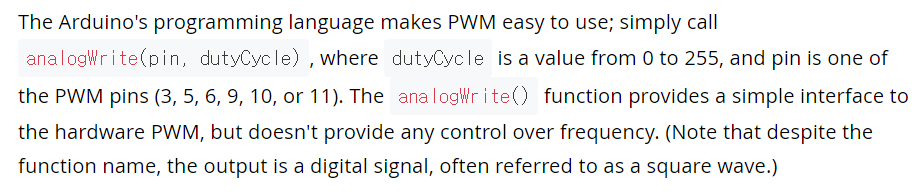 The Arduino's programming language makes PWM easy to use; simply call
analogWrite(pin, dutyCycle) , where dutyCycle is a value from 0 to 255, and pin is one of
the PWM pins (3, 5, 6, 9, 10, or 11). The analogWrite() function provides a simple interface to
the hardware PWM, but doesn't provide any control over frequency. (Note that despite the
function name, the output is a digital signal, often referred to as a square wave.)